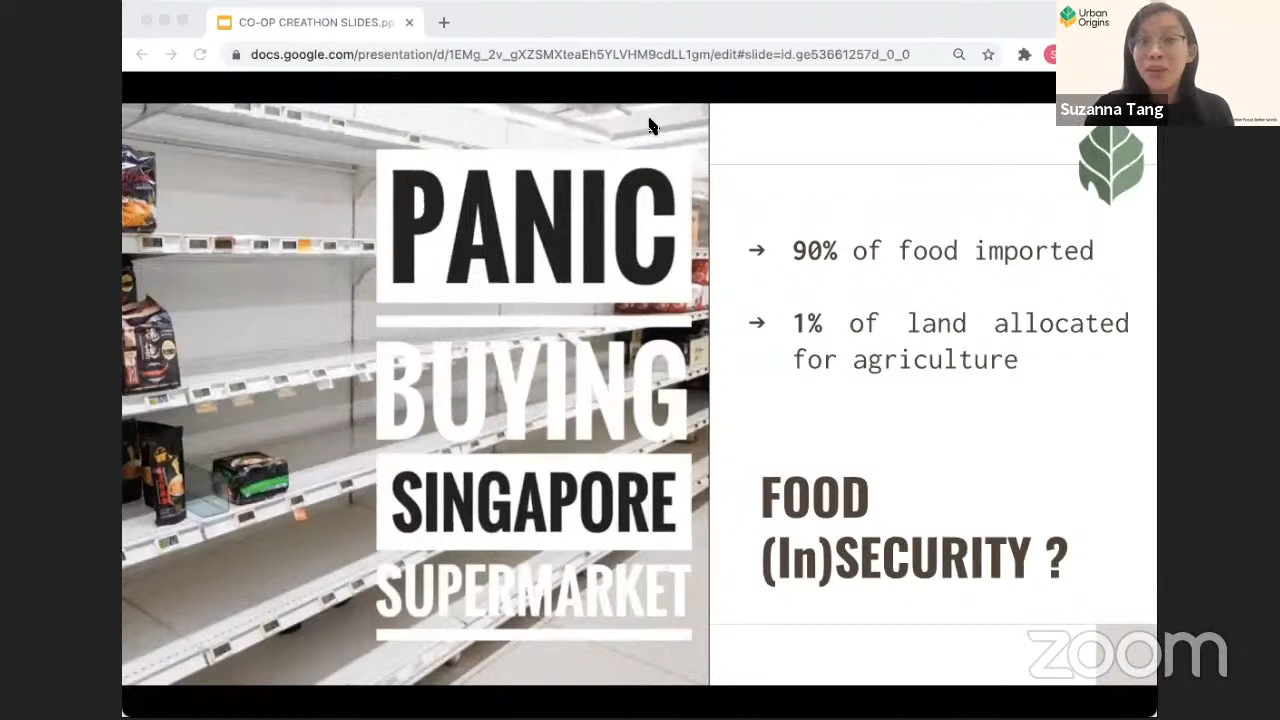 CO-OP CREATHON SLIDES.pp
docs.google.com/presentation/d/1EMg_2v_gXZSMXteaEh5YLVHM9cdLL1gm/edit#slide=id.ge53661257d_0_0
S
Urban
Origins
Suzanna Tang
PANIC
BUYING
SINGAPORE
SUPERMARKET
➔ 90% of food imported
➔ 1% of land allocated
for agriculture
FOOD
(In)SECURITY ?
zoom